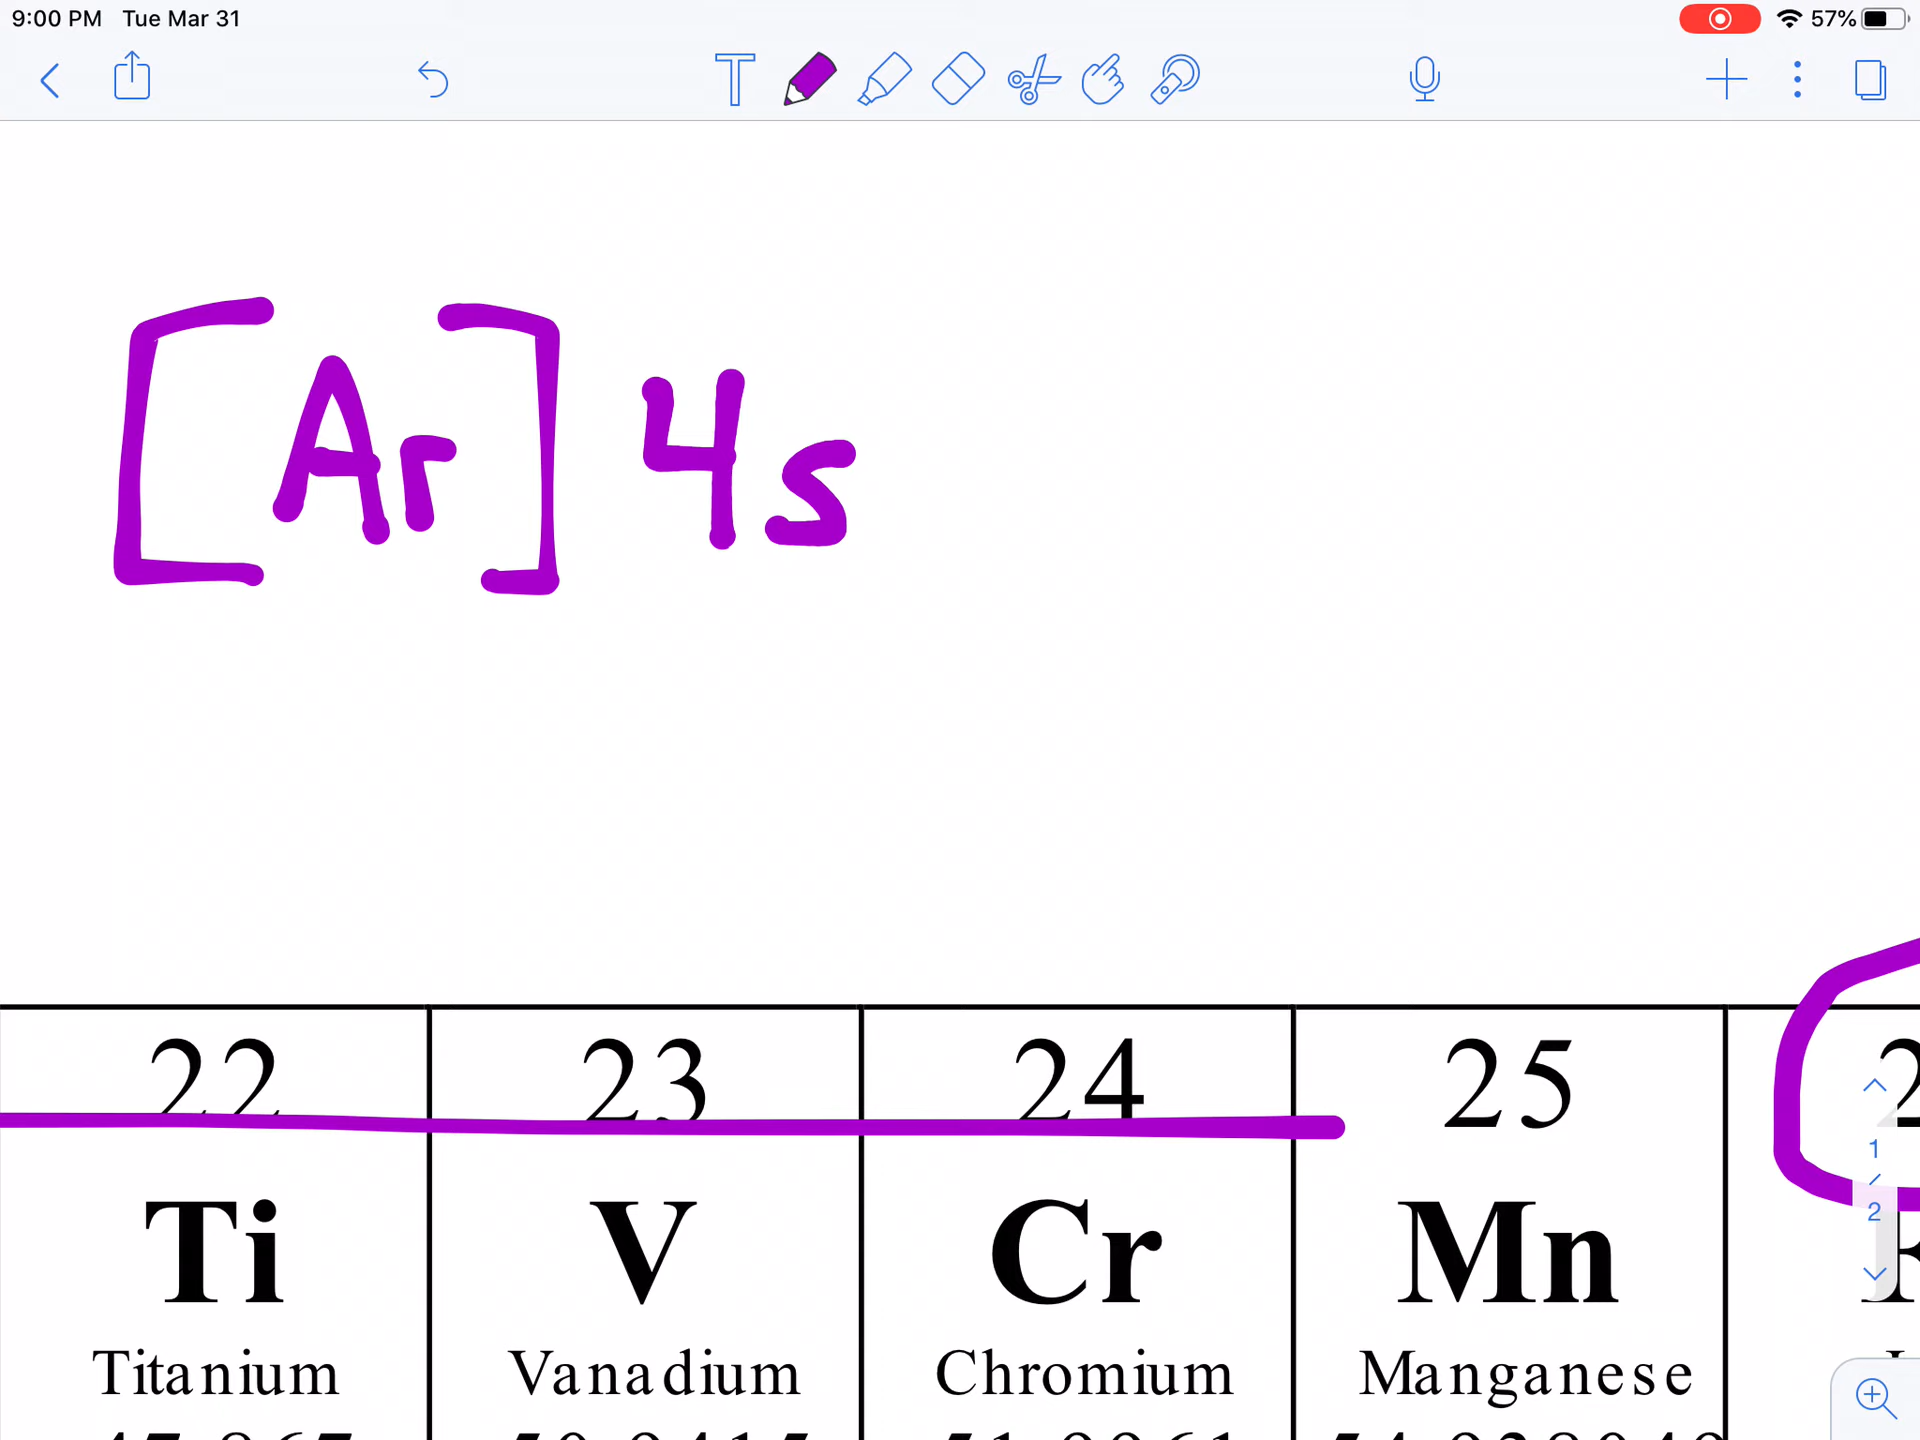 9:00 PM Tue Mar 31
57%
[Ar] 4s
22 23 24 25
Ti V Cr Mn
Titanium Vanadium Chromium Manganese
1
/
2